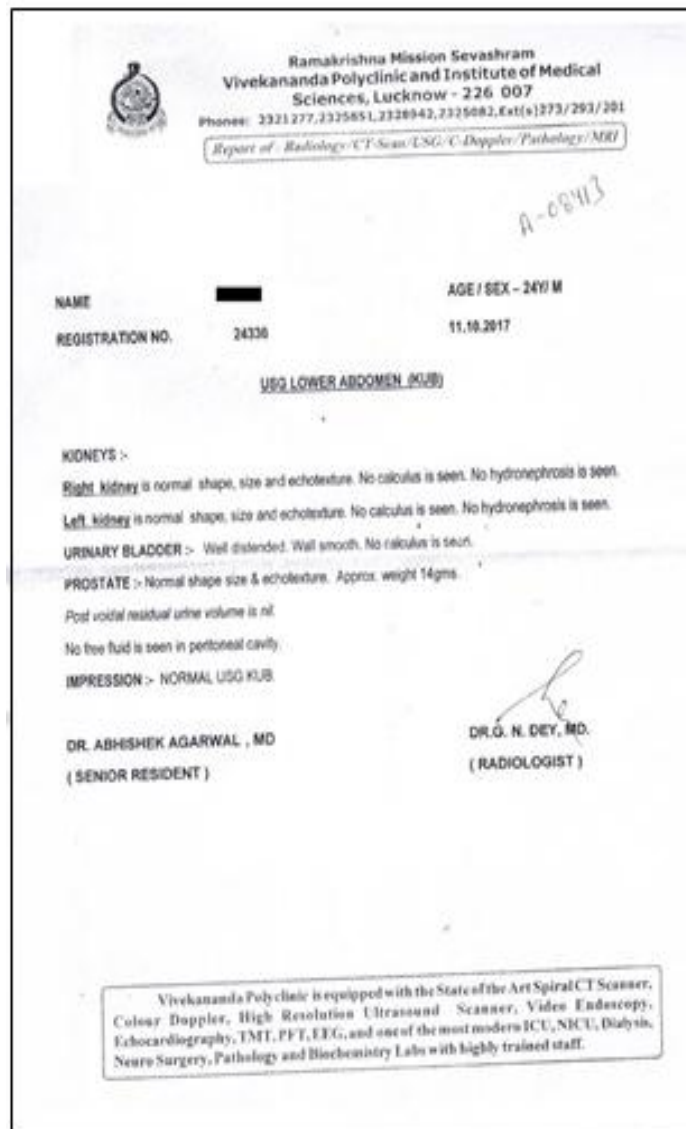 Ramakrishna Mission Sevashram
Vivekananda Polyclinic and Institute of Medical
Sciences, Lucknow - 226 007
Phones: 2321277,2325651,2328942,2325082,Ext(s)273/293/201
Report of - Radiology/CT-Scan/USG/C-Doppler/Pathology/MRI
A-08413
NAME AGE / SEX – 24Y/ M
REGISTRATION NO. 24330 11.10.2017
USG LOWER ABDOMEN (KUB)
KIDNEYS :-
Right kidney is normal shape, size and echotexture. No calculus is seen. No hydronephrosis is seen.
Left kidney is normal shape, size and echotexture. No calculus is seen. No hydronephrosis is seen.
URINARY BLADDER :- Well distended. Wall smooth. No calculus is seen.
PROSTATE :- Normal shape size & echotexture. Approx. weight 14gms.
Post voidal residual urine volume is nil.
No free fluid is seen in peritoneal cavity.
IMPRESSION :- NORMAL USG KUB.
DR. ABHISHEK AGARWAL , MD DR.G. N. DEY, MD.
( SENIOR RESIDENT ) ( RADIOLOGIST )
Vivekananda Polyclinic is equipped with the State of the Art Spiral CT Scanner,
Colour Doppler, High Resolution Ultrasound Scanner, Video Endoscopy,
Echocardiography, TMT, PFT, EEG, and one of the most modern ICU, NICU, Dialysis,
Neuro Surgery, Pathology and Biochemistry Labs with highly trained staff.